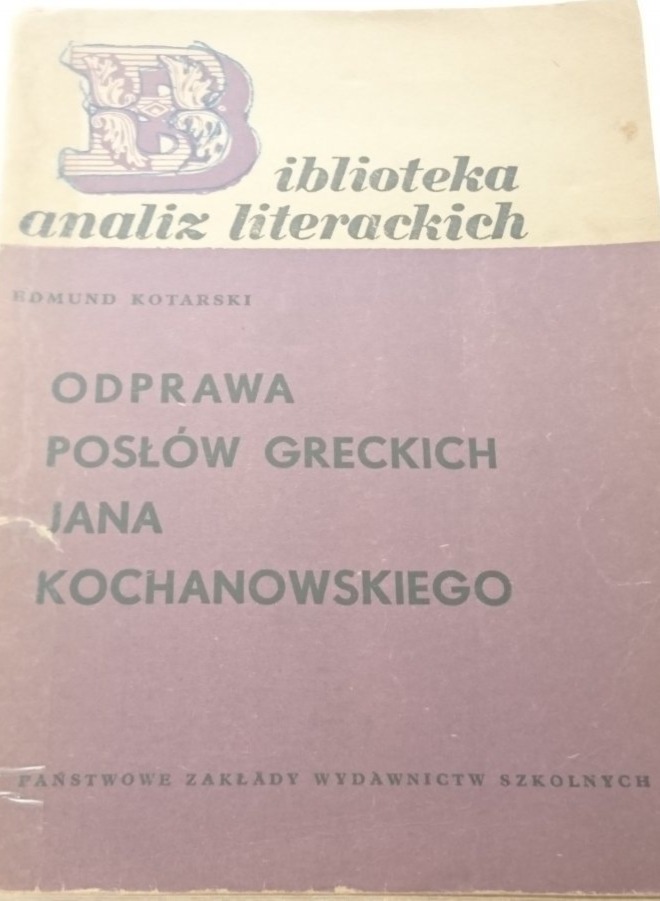 Biblioteka
analiz literackich
EDMUND KOTARSKI
ODPRAWA
POSŁÓW GRECKICH
JANA
KOCHANOWSKIEGO
PAŃSTWOWE ZAKŁADY WYDAWNICTW SZKOLNYCH